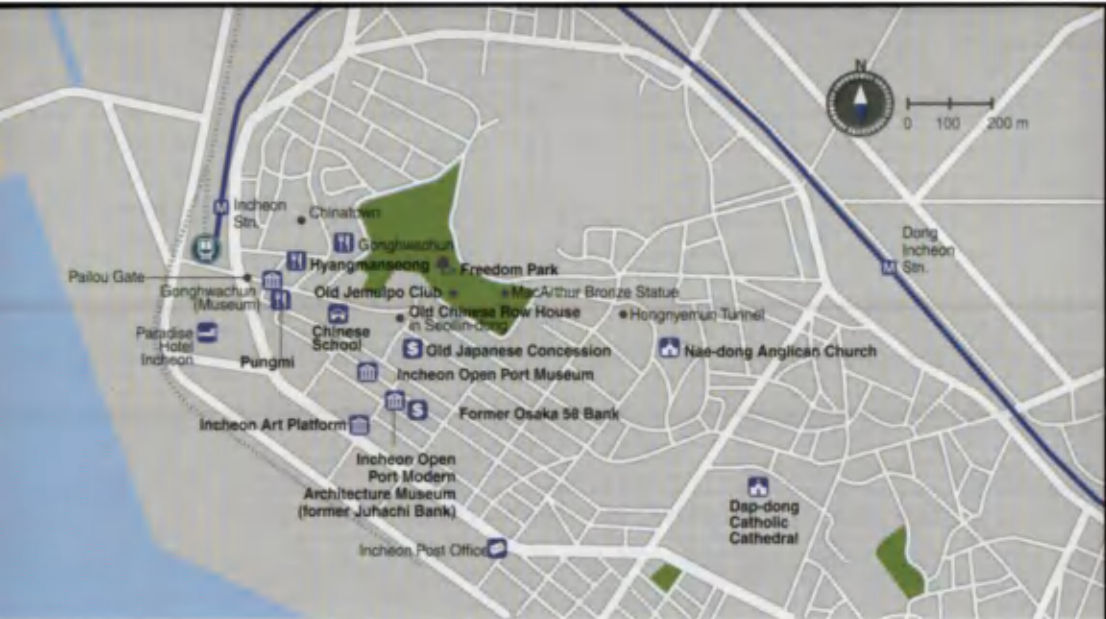 N
0 100 200 m
Incheon
Stn.
Chinatown
Gonghwachun
Hyangmanseong
Freedom Park
Dong
Incheon
Stn.
Pailou Gate
Gonghwachun
(Museum)
Old Jemulpo Club
MacArthur Bronze Statue
Old Chinese Row House
in Seollin-dong
Hongnyemun Tunnel
Paradise
Hotel
Incheon
Chinese
School
Pungmi
Old Japanese Concession
Nae-dong Anglican Church
Incheon Open Port Museum
Incheon Art Platform
Former Osaka 58 Bank
Incheon Open
Port Modern
Architecture Museum
(former Juhachi Bank)
Dap-dong
Catholic
Cathedral
Incheon Post Office
M
M
S
S